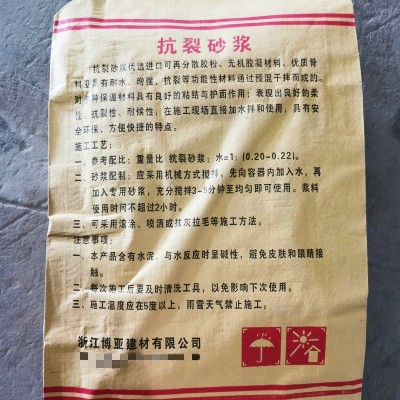 抗裂砂浆
抗裂砂浆优选进口可再分散胶粉、无机胶凝材料、优质骨
料及具有耐水、增强、抗裂等功能性材料通过预混干拌而成的。
对多种保温材料具有良好的粘结与护面作用；表现出良好的柔
性、抗裂性、耐候性，在施工现场直接加水拌和使用，具有安
全环保、方便快捷的特点。
施工工艺：
一、参考配比：重量比 抗裂砂浆：水=1：(0.20-0.22)。
二、砂浆配制：应采用机械方式搅拌，先向容器内加入水，再
加入专用砂浆，充分搅拌3-5分钟至均匀即可使用。浆料
使用时间不超过2小时。
三、可采用滚涂、喷洒或抹灰拉毛等施工方法。
注意事项：
一、本产品含有水泥、与水反应时呈碱性，避免皮肤和眼睛接
触。
二、每次施工后要及时清洗工具，以免影响下次使用。
三、施工温度应在5度以上，雨雪天气禁止施工。
浙江博亚建材有限公司